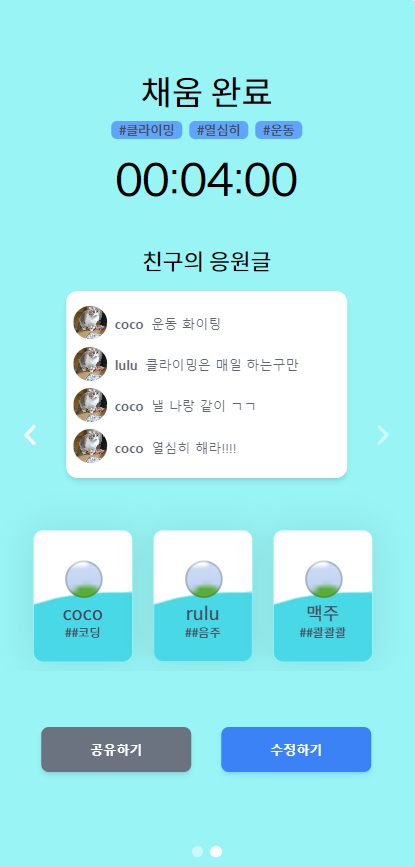 채움 완료
#클라이밍 #열심히 #운동
00:04:00
친구의 응원글
coco 운동 화이팅
lulu 클라이밍은 매일 하는구만
coco 낼 나랑 같이 ㄱㄱ
coco 열심히 해라!!!!
coco rulu 맥주
##코딩 ##음주 ##콸콸콸
공유하기 수정하기